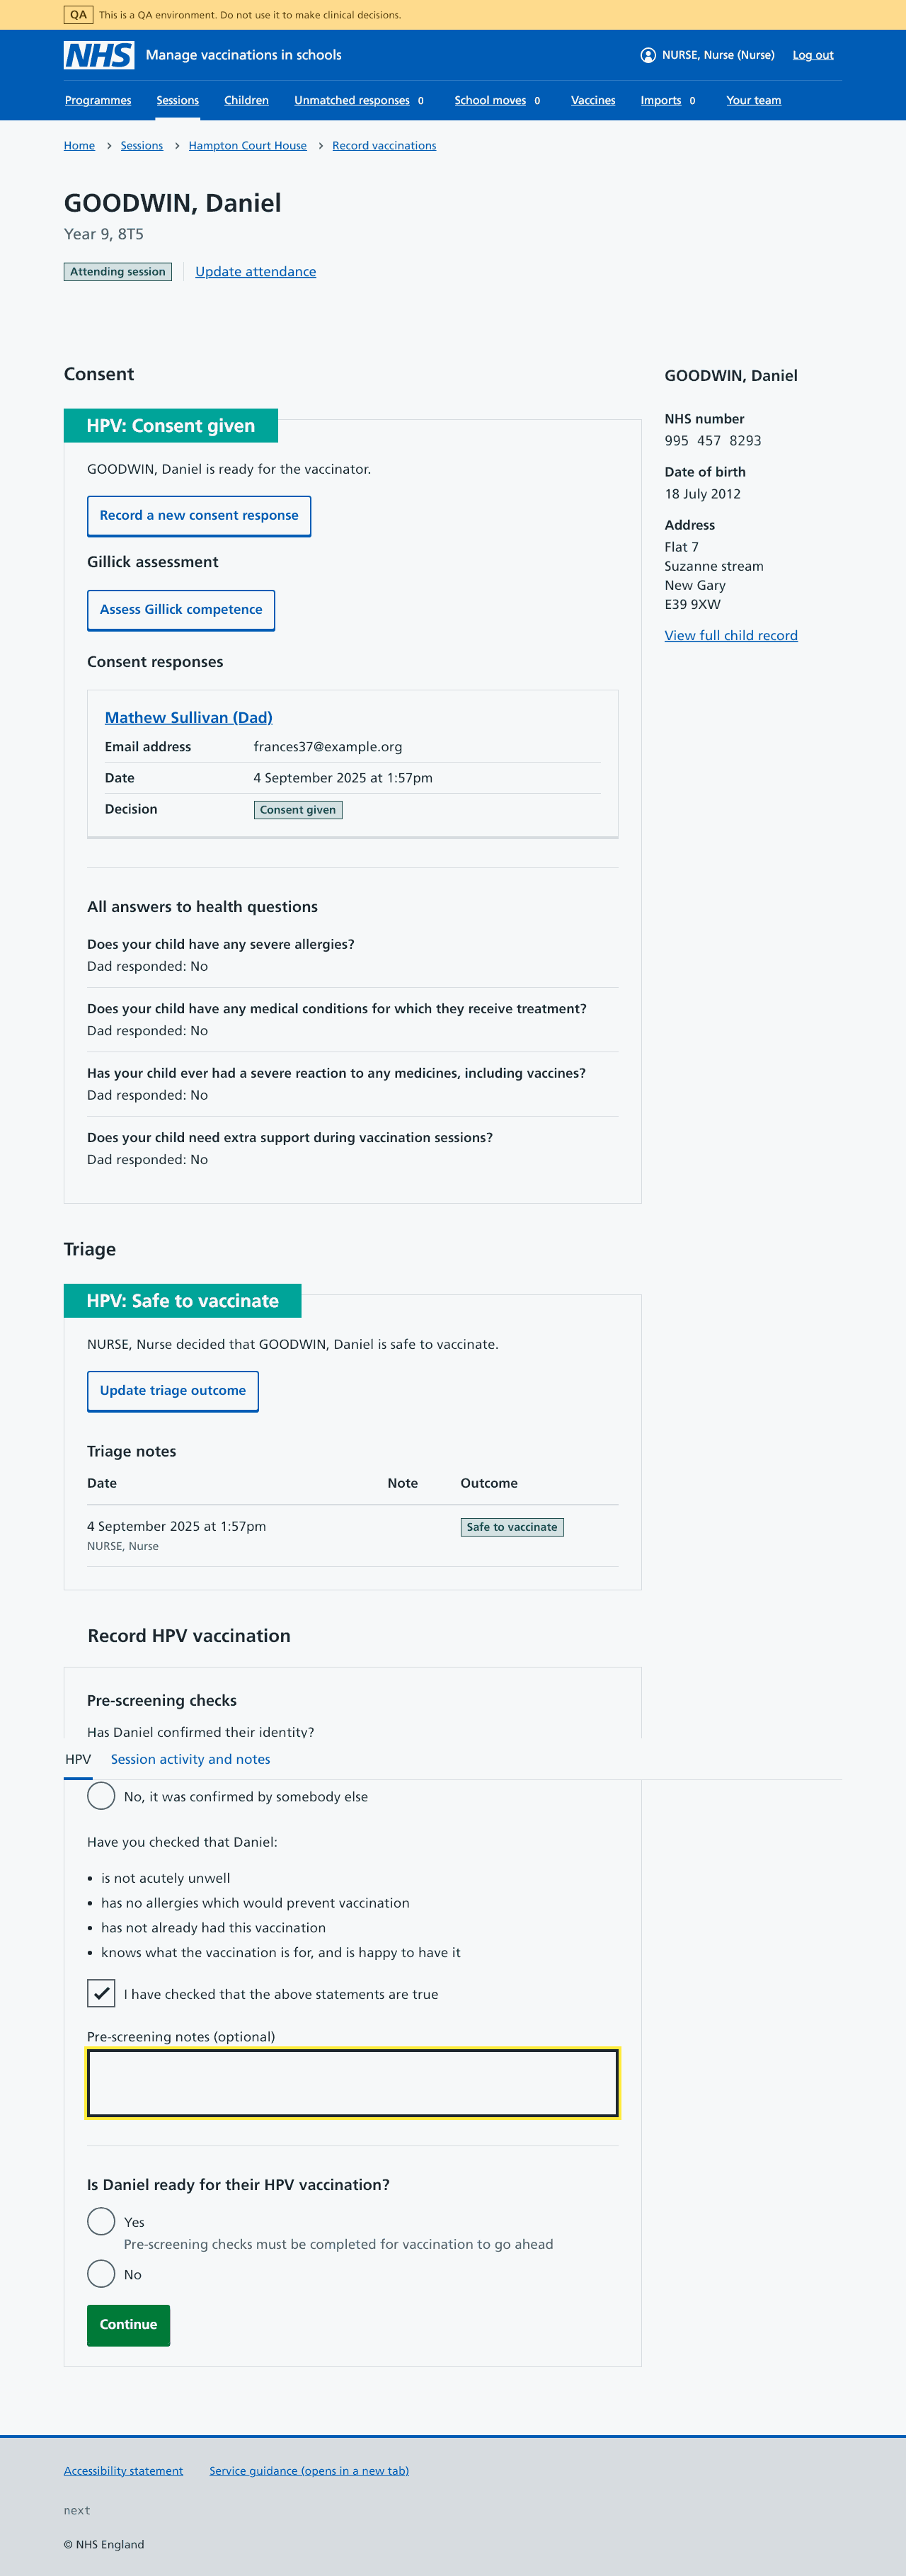 QA This is a QA environment. Do not use it to make clinical decisions.
NHS Manage vaccinations in schools NURSE, Nurse (Nurse) Log out
Programmes Sessions Children Unmatched responses 0 School moves 0 Vaccines Imports 0 Your team
Home > Sessions > Hampton Court House > Record vaccinations
GOODWIN, Daniel
Year 9, 8T5
Attending session Update attendance
Consent
HPV: Consent given
GOODWIN, Daniel is ready for the vaccinator.
Record a new consent response
Gillick assessment
Assess Gillick competence
Consent responses
Mathew Sullivan (Dad)
Email address frances37@example.org
Date 4 September 2025 at 1:57pm
Decision Consent given
All answers to health questions
Does your child have any severe allergies?
Dad responded: No
Does your child have any medical conditions for which they receive treatment?
Dad responded: No
Has your child ever had a severe reaction to any medicines, including vaccines?
Dad responded: No
Does your child need extra support during vaccination sessions?
Dad responded: No
GOODWIN, Daniel
NHS number
995 457 8293
Date of birth
18 July 2012
Address
Flat 7
Suzanne stream
New Gary
E39 9XW
View full child record
Triage
HPV: Safe to vaccinate
NURSE, Nurse decided that GOODWIN, Daniel is safe to vaccinate.
Update triage outcome
Triage notes
Date Note Outcome
4 September 2025 at 1:57pm Safe to vaccinate
NURSE, Nurse
Record HPV vaccination
Pre-screening checks
Has Daniel confirmed their identity?
HPV Session activity and notes
No, it was confirmed by somebody else
Have you checked that Daniel:
• is not acutely unwell
• has no allergies which would prevent vaccination
• has not already had this vaccination
• knows what the vaccination is for, and is happy to have it
I have checked that the above statements are true
Pre-screening notes (optional)
Is Daniel ready for their HPV vaccination?
Yes
Pre-screening checks must be completed for vaccination to go ahead
No
Continue
Accessibility statement Service guidance (opens in a new tab)
next
© NHS England